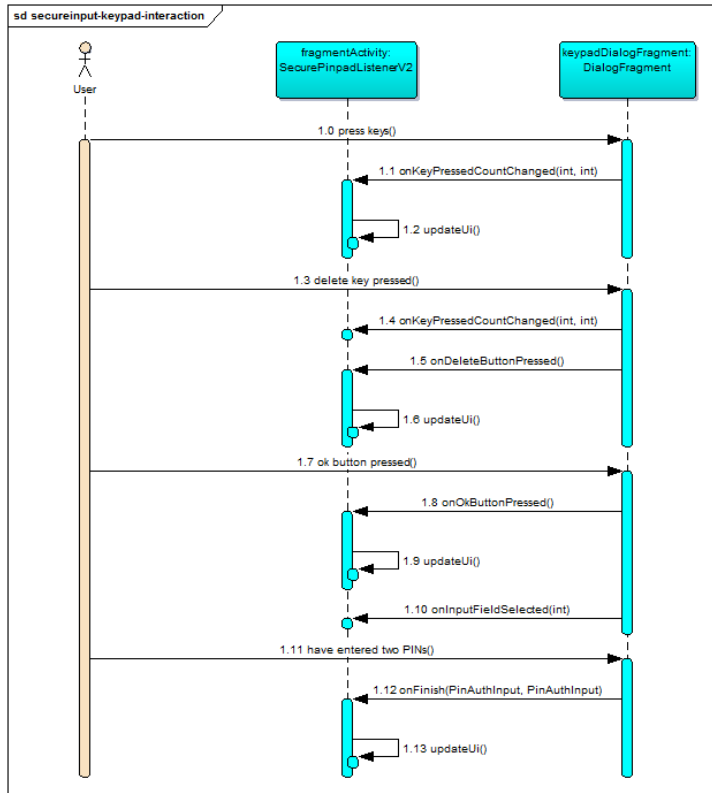 sd secureinput-keypad-interaction
User
fragmentActivity:
SecurePinpadListenerV2
keypadDialogFragment:
DialogFragment
1.0 press keys()
1.1 onKeyPressedCountChanged(int, int)
1.2 updateUi()
1.3 delete key pressed()
1.4 onKeyPressedCountChanged(int, int)
1.5 onDeleteButtonPressed()
1.6 updateUi()
1.7 ok button pressed()
1.8 onOkButtonPressed()
1.9 updateUi()
1.10 onInputFieldSelected(int)
1.11 have entered two PINs()
1.12 onFinish(PinAuthInput, PinAuthInput)
1.13 updateUi()